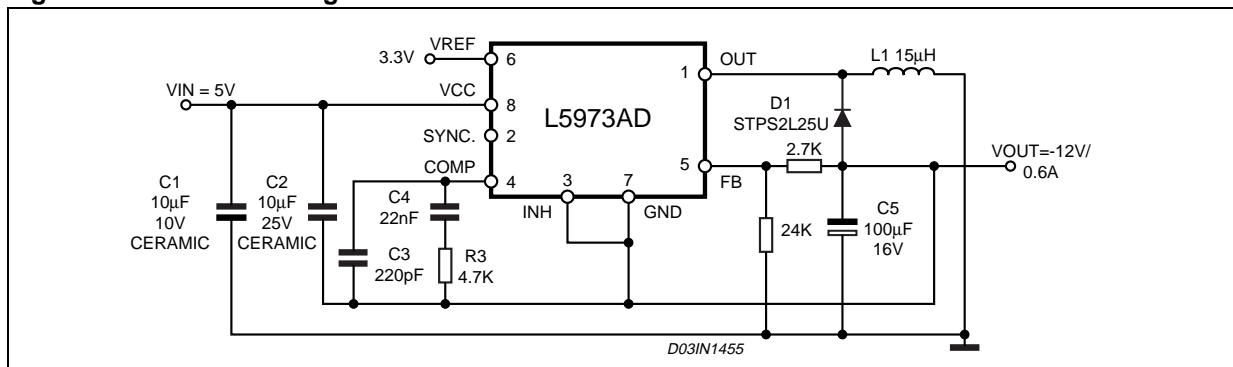 VREF
3.3V
6
1
OUT
L1 15μH
VIN = 5V
VCC
8
L5973AD
D1
STPS2L25U
SYNC.
2
2.7K
VOUT=-12V/
0.6A
COMP
4
3
7
5
FB
INH
GND
C1
10μF
10V
CERAMIC
C2
10μF
25V
CERAMIC
C4
22nF
C3
220pF
R3
4.7K
24K
C5
100μF
16V
D03IN1455